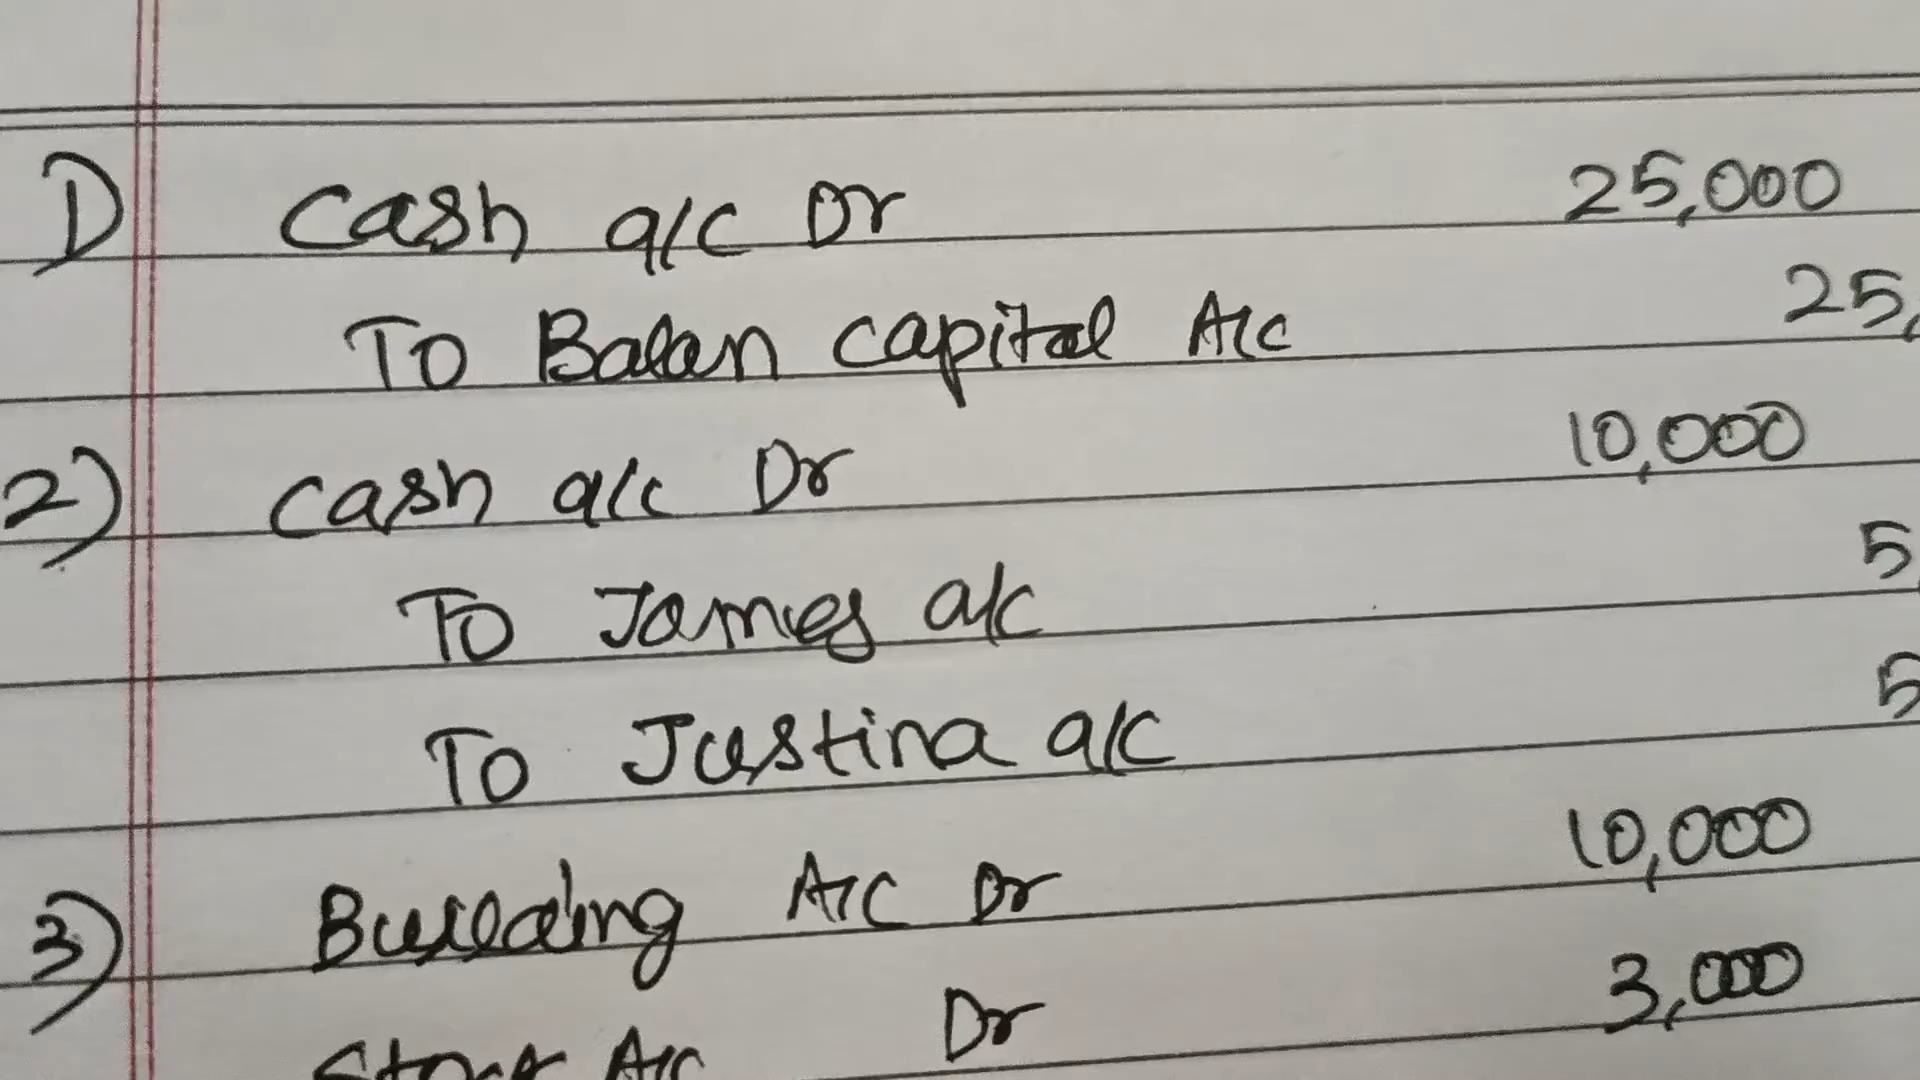 1) Cash a/c Dr 25,000
To Balan capital A/c 25,
2) Cash a/c Dr 10,000
To James a/c 5,
To Justina a/c 5
3) Building A/C Dr 10,000
Stock A/c Dr 3,000